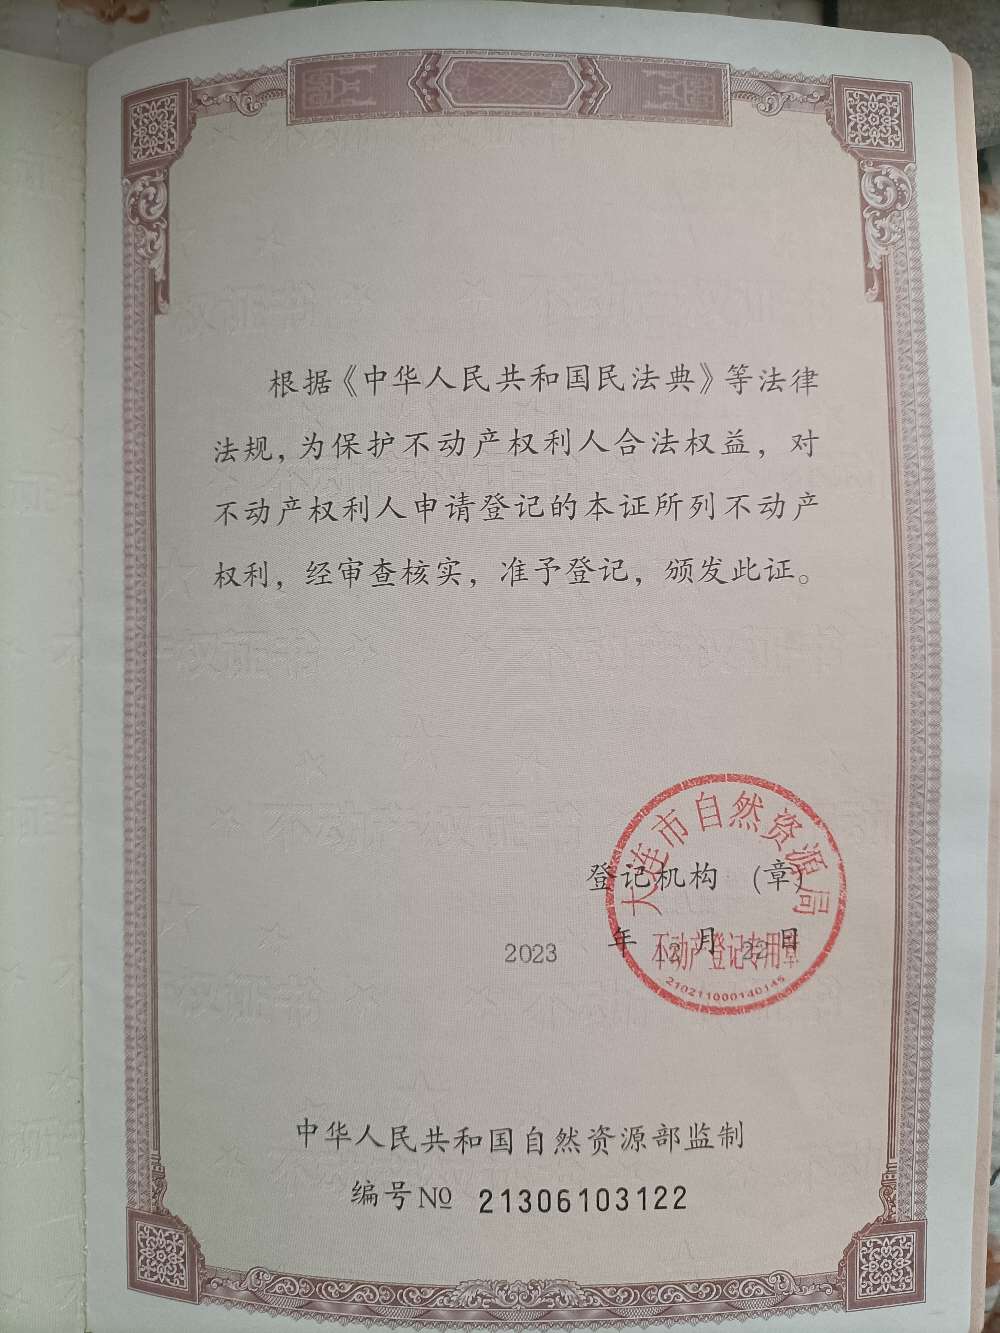 根据《中华人民共和国民法典》等法律
法规，为保护不动产权利人合法权益，对
不动产权利人申请登记的本证所列不动产
权利，经审查核实，准予登记，颁发此证。
登记机构 （章）
2023 年 12 月 22 日
大连市自然资源局
不动产登记专用章
210211000140145
中华人民共和国自然资源部监制
编号 № 21306103122